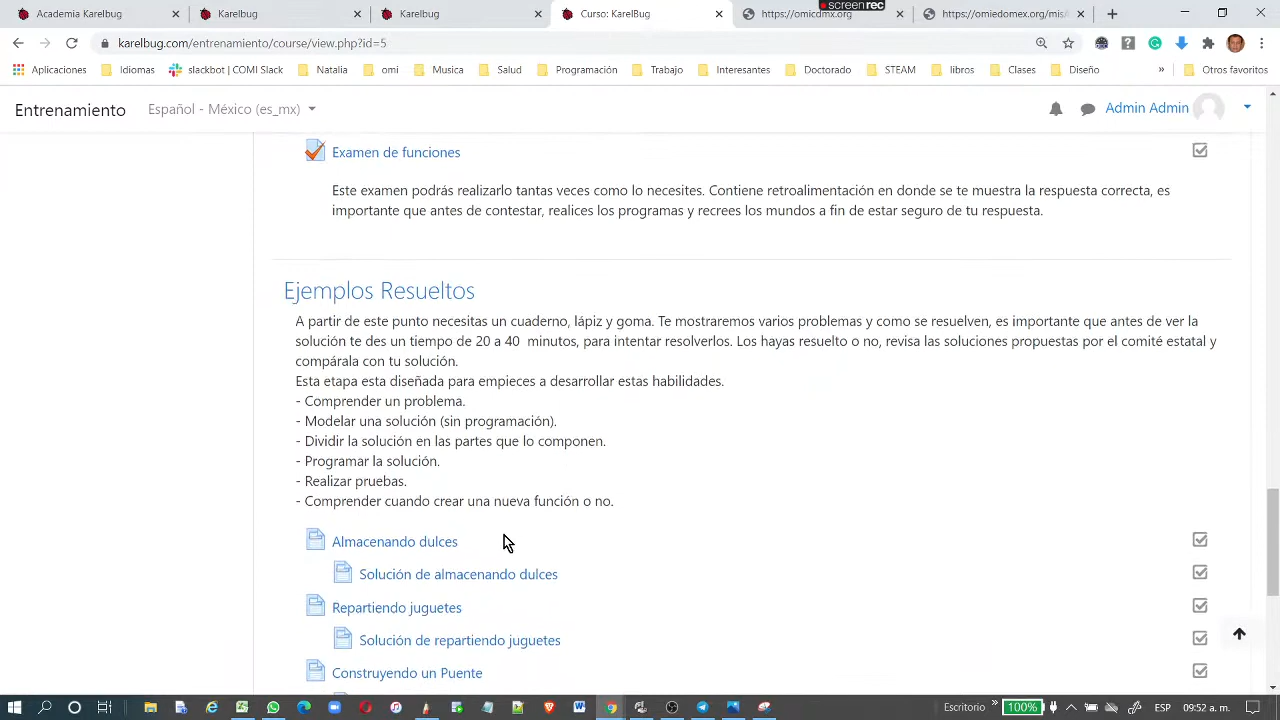 screenrec
Academia Karelbug.org
Karelbug
Karelbug
Curso: KarelBug
https://omicdmx.org
https://omiedomex.org/misA
karelbug.com/entrenamiento/course/view.php?id=5
Aplicaciones
Idiomas
slackbot | COMI Slack
Natalia
omi
Musica
Salud
Programación
Trabajo
Interesantes
Doctorado
STEAM
libros
Clases
Diseño
»
Otros favoritos
Entrenamiento
Español - México (es_mx)
Admin Admin
Examen de funciones
Este examen podrás realizarlo tantas veces como lo necesites. Contiene retroalimentación en donde se te muestra la respuesta correcta, es
importante que antes de contestar, realices los programas y recrees los mundos a fin de estar seguro de tu respuesta.
Ejemplos Resueltos
A partir de este punto necesitas un cuaderno, lápiz y goma. Te mostraremos varios problemas y como se resuelven, es importante que antes de ver la
solución te des un tiempo de 20 a 40 minutos, para intentar resolverlos. Los hayas resuelto o no, revisa las soluciones propuestas por el comité estatal y
compárala con tu solución.
Esta etapa esta diseñada para empieces a desarrollar estas habilidades.
- Comprender un problema.
- Modelar una solución (sin programación).
- Dividir la solución en las partes que lo componen.
- Programar la solución.
- Realizar pruebas.
- Comprender cuando crear una nueva función o no.
Almacenando dulces
Solución de almacenando dulces
Repartiendo juguetes
Solución de repartiendo juguetes
Construyendo un Puente
Escritorio
»
100%
ESP
09:52 a. m.